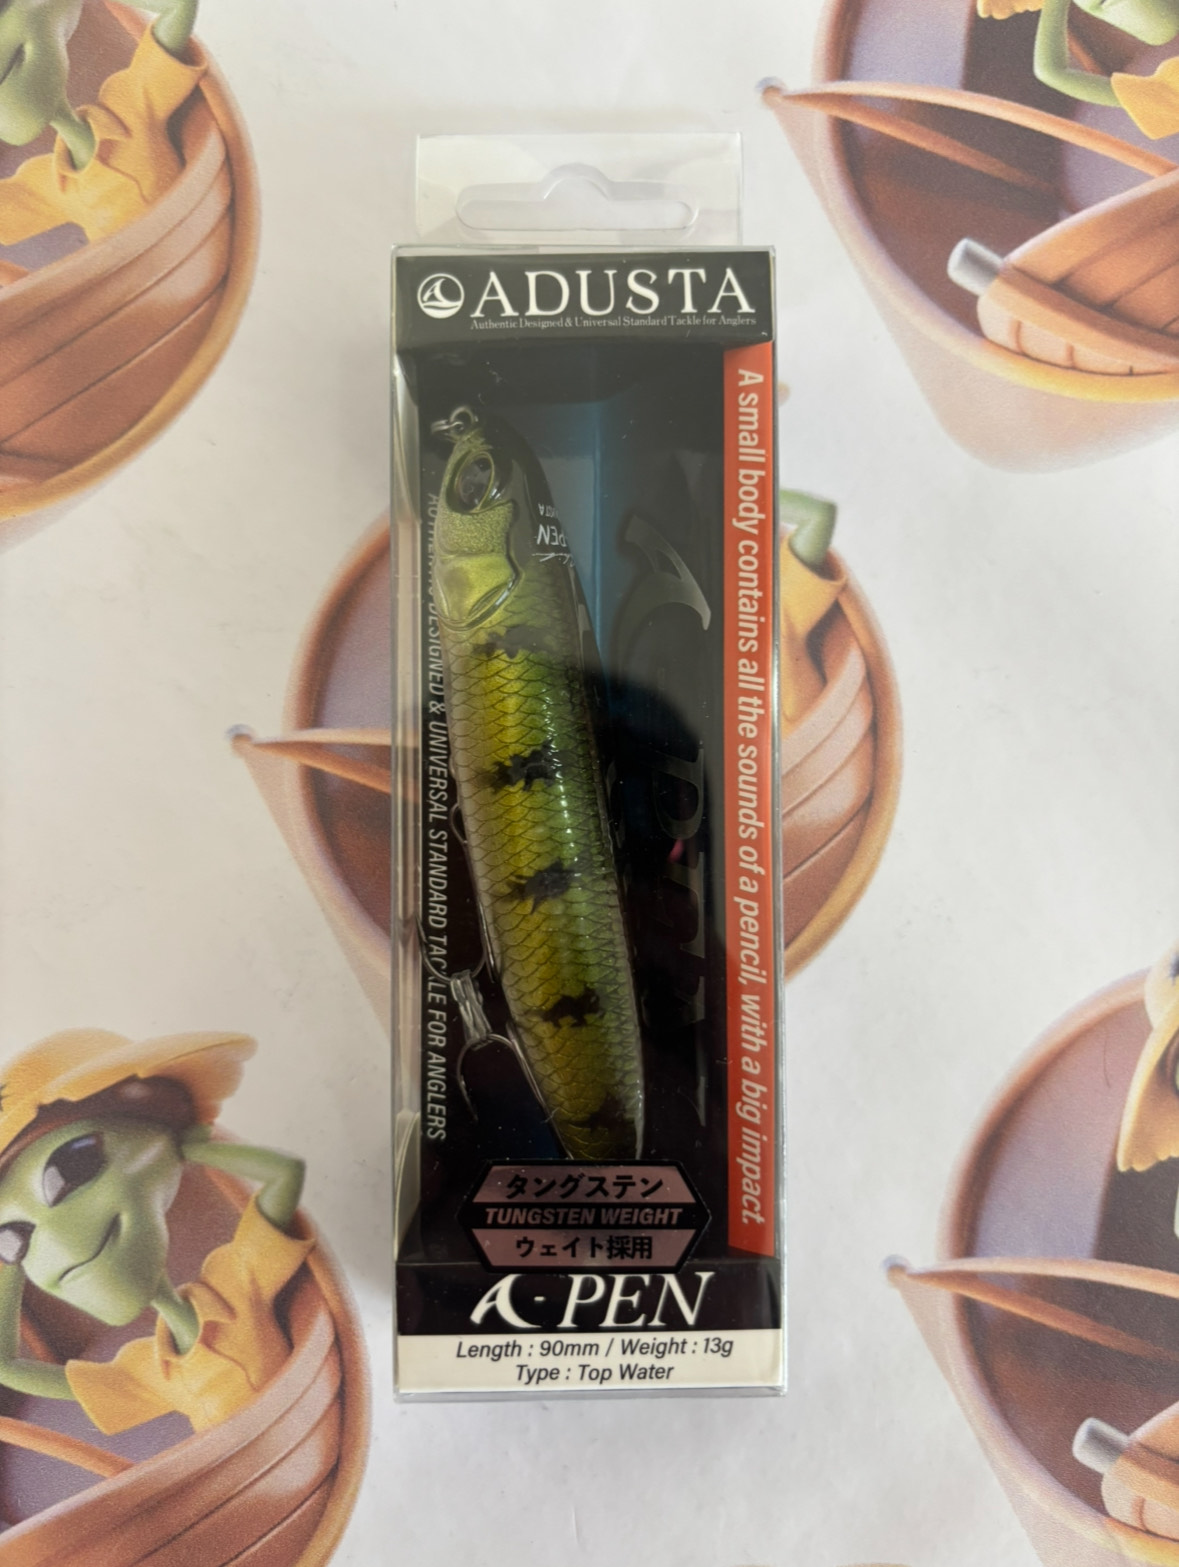 ADUSTA
Authentic Designed & Universal Standard Tackle for Anglers
A small body contains all the sounds of a pencil, with a big impact.
PEN
DESIGNED & UNIVERSAL STANDARD TACKLE FOR ANGLERS
タングステン
TUNGSTEN WEIGHT
ウェイト採用
A-PEN
Length : 90mm / Weight : 13g
Type : Top Water